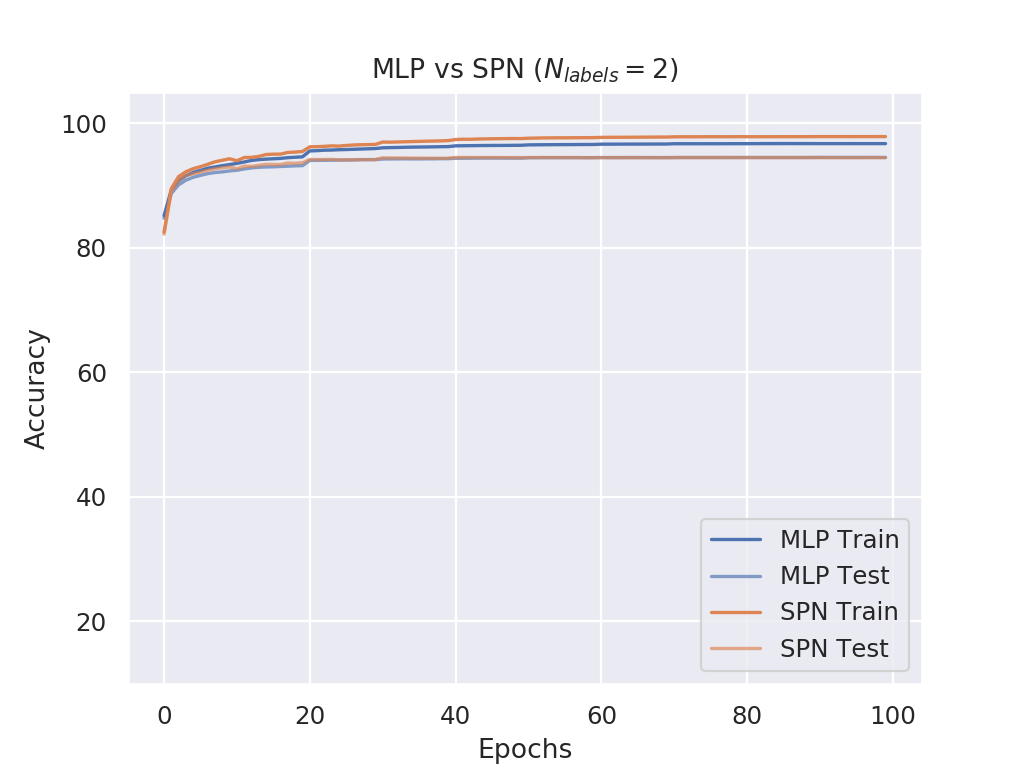 MLP vs SPN (N_labels = 2)
100
80
60
40
20
Accuracy
MLP Train
MLP Test
SPN Train
SPN Test
0 20 40 60 80 100
Epochs